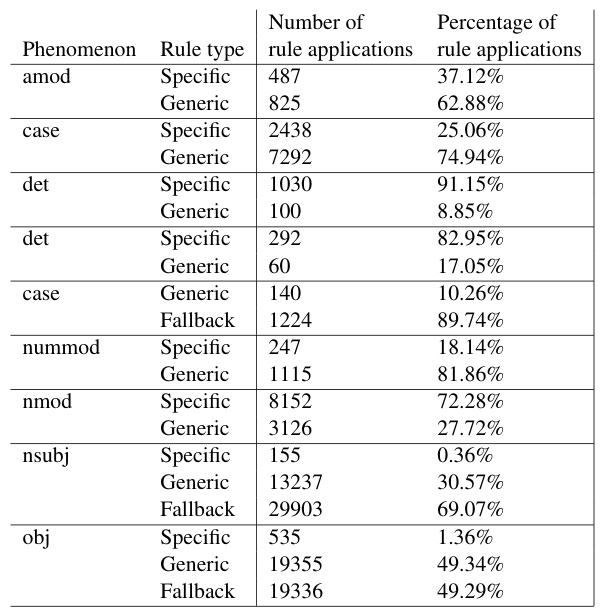 Number of Percentage of
Phenomenon Rule type rule applications rule applications
amod Specific 487 37.12%
Generic 825 62.88%
case Specific 2438 25.06%
Generic 7292 74.94%
det Specific 1030 91.15%
Generic 100 8.85%
det Specific 292 82.95%
Generic 60 17.05%
case Generic 140 10.26%
Fallback 1224 89.74%
nummod Specific 247 18.14%
Generic 1115 81.86%
nmod Specific 8152 72.28%
Generic 3126 27.72%
nsubj Specific 155 0.36%
Generic 13237 30.57%
Fallback 29903 69.07%
obj Specific 535 1.36%
Generic 19355 49.34%
Fallback 19336 49.29%